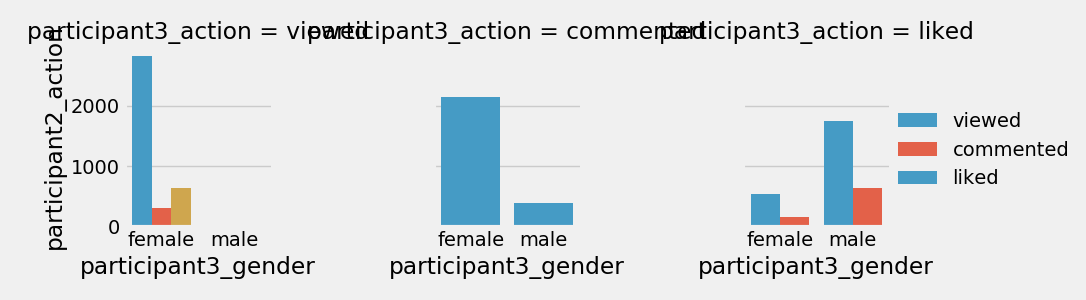 participant3_action = viewed
participant3_action = commented
participant3_action = liked
participant2_action
2000
1000
0
female male
female male
female male
participant3_gender
participant3_gender
participant3_gender
viewed
commented
liked